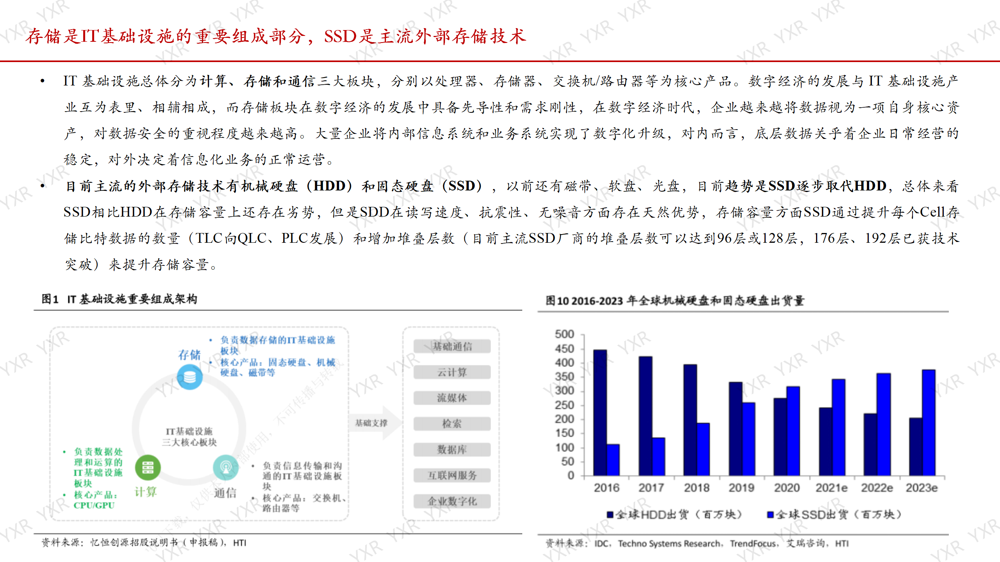 存储是IT基础设施的重要组成部分，SSD是主流外部存储技术
• IT 基础设施总体分为计算、存储和通信三大板块，分别以处理器、存储器、交换机/路由器等为核心产品。数字经济的发展与 IT 基础设施产
业互为表里、相辅相成，而存储板块在数字经济的发展中具备先导性和需求刚性，在数字经济时代，企业越来越将数据视为一项自身核心资
产，对数据安全的重视程度越来越高。大量企业将内部信息系统和业务系统实现了数字化升级，对内而言，底层数据关乎着企业日常经营的
稳定，对外决定着信息化业务的正常运营。
• 目前主流的外部存储技术有机械硬盘（HDD）和固态硬盘（SSD），以前还有磁带、软盘、光盘，目前趋势是SSD逐步取代HDD，总体来看
SSD相比HDD在存储容量上还存在劣势，但是SDD在读写速度、抗震性、无噪音方面存在天然优势，存储容量方面SSD通过提升每个Cell存
储比特数据的数量（TLC向QLC、PLC发展）和增加堆叠层数（目前主流SSD厂商的堆叠层数可以达到96层或128层，176层、192层已获技术
突破）来提升存储容量。
图1 IT 基础设施重要组成架构
• 负责数据存储的IT基础设施
板块
• 核心产品：固态硬盘、机械
硬盘、磁带等
存储
IT基础设施
三大核心板块
• 负责数据处
理和运算的
IT基础设施
板块
• 核心产品：
CPU/GPU
计算
通信
• 负责信息传输和沟
通的IT基础设施板
块
• 核心产品：交换机、
路由器等
基础支撑
基础通信
云计算
流媒体
检索
数据库
互联网服务
企业数字化
资料来源：忆恒创源招股说明书（申报稿），HTI
图10 2016-2023 年全球机械硬盘和固态硬盘出货量
500
450
400
350
300
250
200
150
100
50
0
2016 2017 2018 2019 2020 2021e 2022e 2023e
全球HDD出货（百万块） 全球SSD出货（百万块）
资料来源：IDC，Techno Systems Research，TrendFocus，艾瑞咨询，HTI
YXR